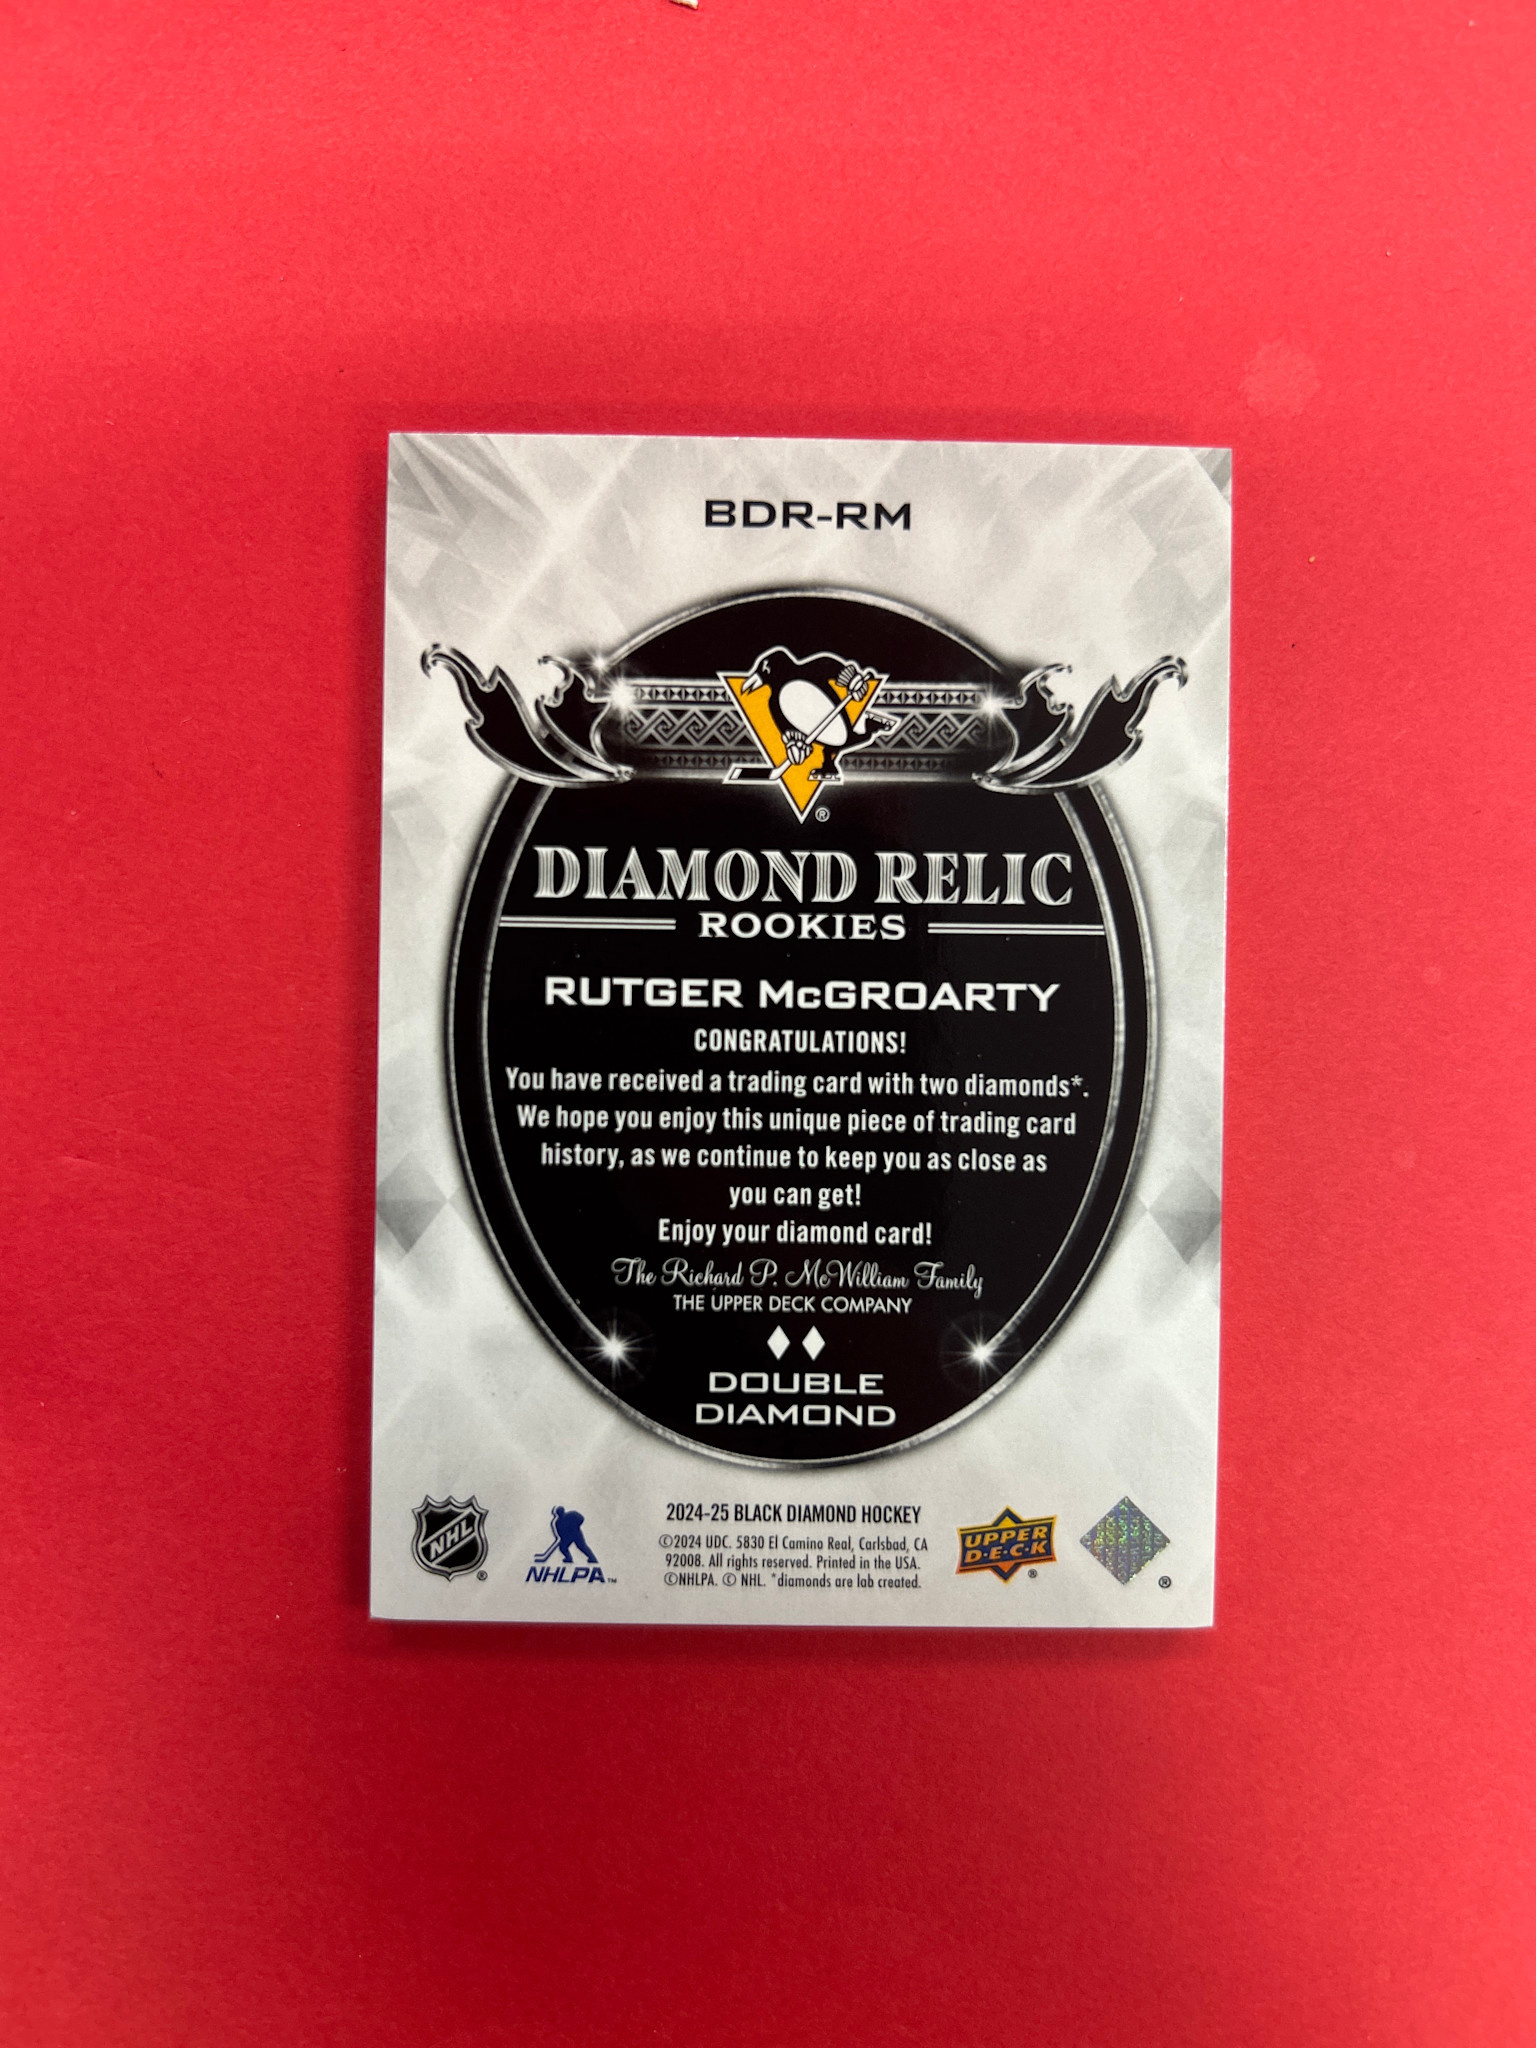 BDR-RM
®
DIAMOND RELIC
ROOKIES
RUTGER McGROARTY
CONGRATULATIONS!
You have received a trading card with two diamonds*.
We hope you enjoy this unique piece of trading card
history, as we continue to keep you as close as
you can get!
Enjoy your diamond card!
The Richard P. McWilliam Family
THE UPPER DECK COMPANY
DOUBLE
DIAMOND
NHL ®
NHLPA™
2024-25 BLACK DIAMOND HOCKEY
©2024 UDC. 5830 El Camino Real, Carlsbad, CA
92008. All rights reserved. Printed in the USA.
©NHLPA. © NHL. *diamonds are lab created.
UPPER
D·E·C·K ®
®